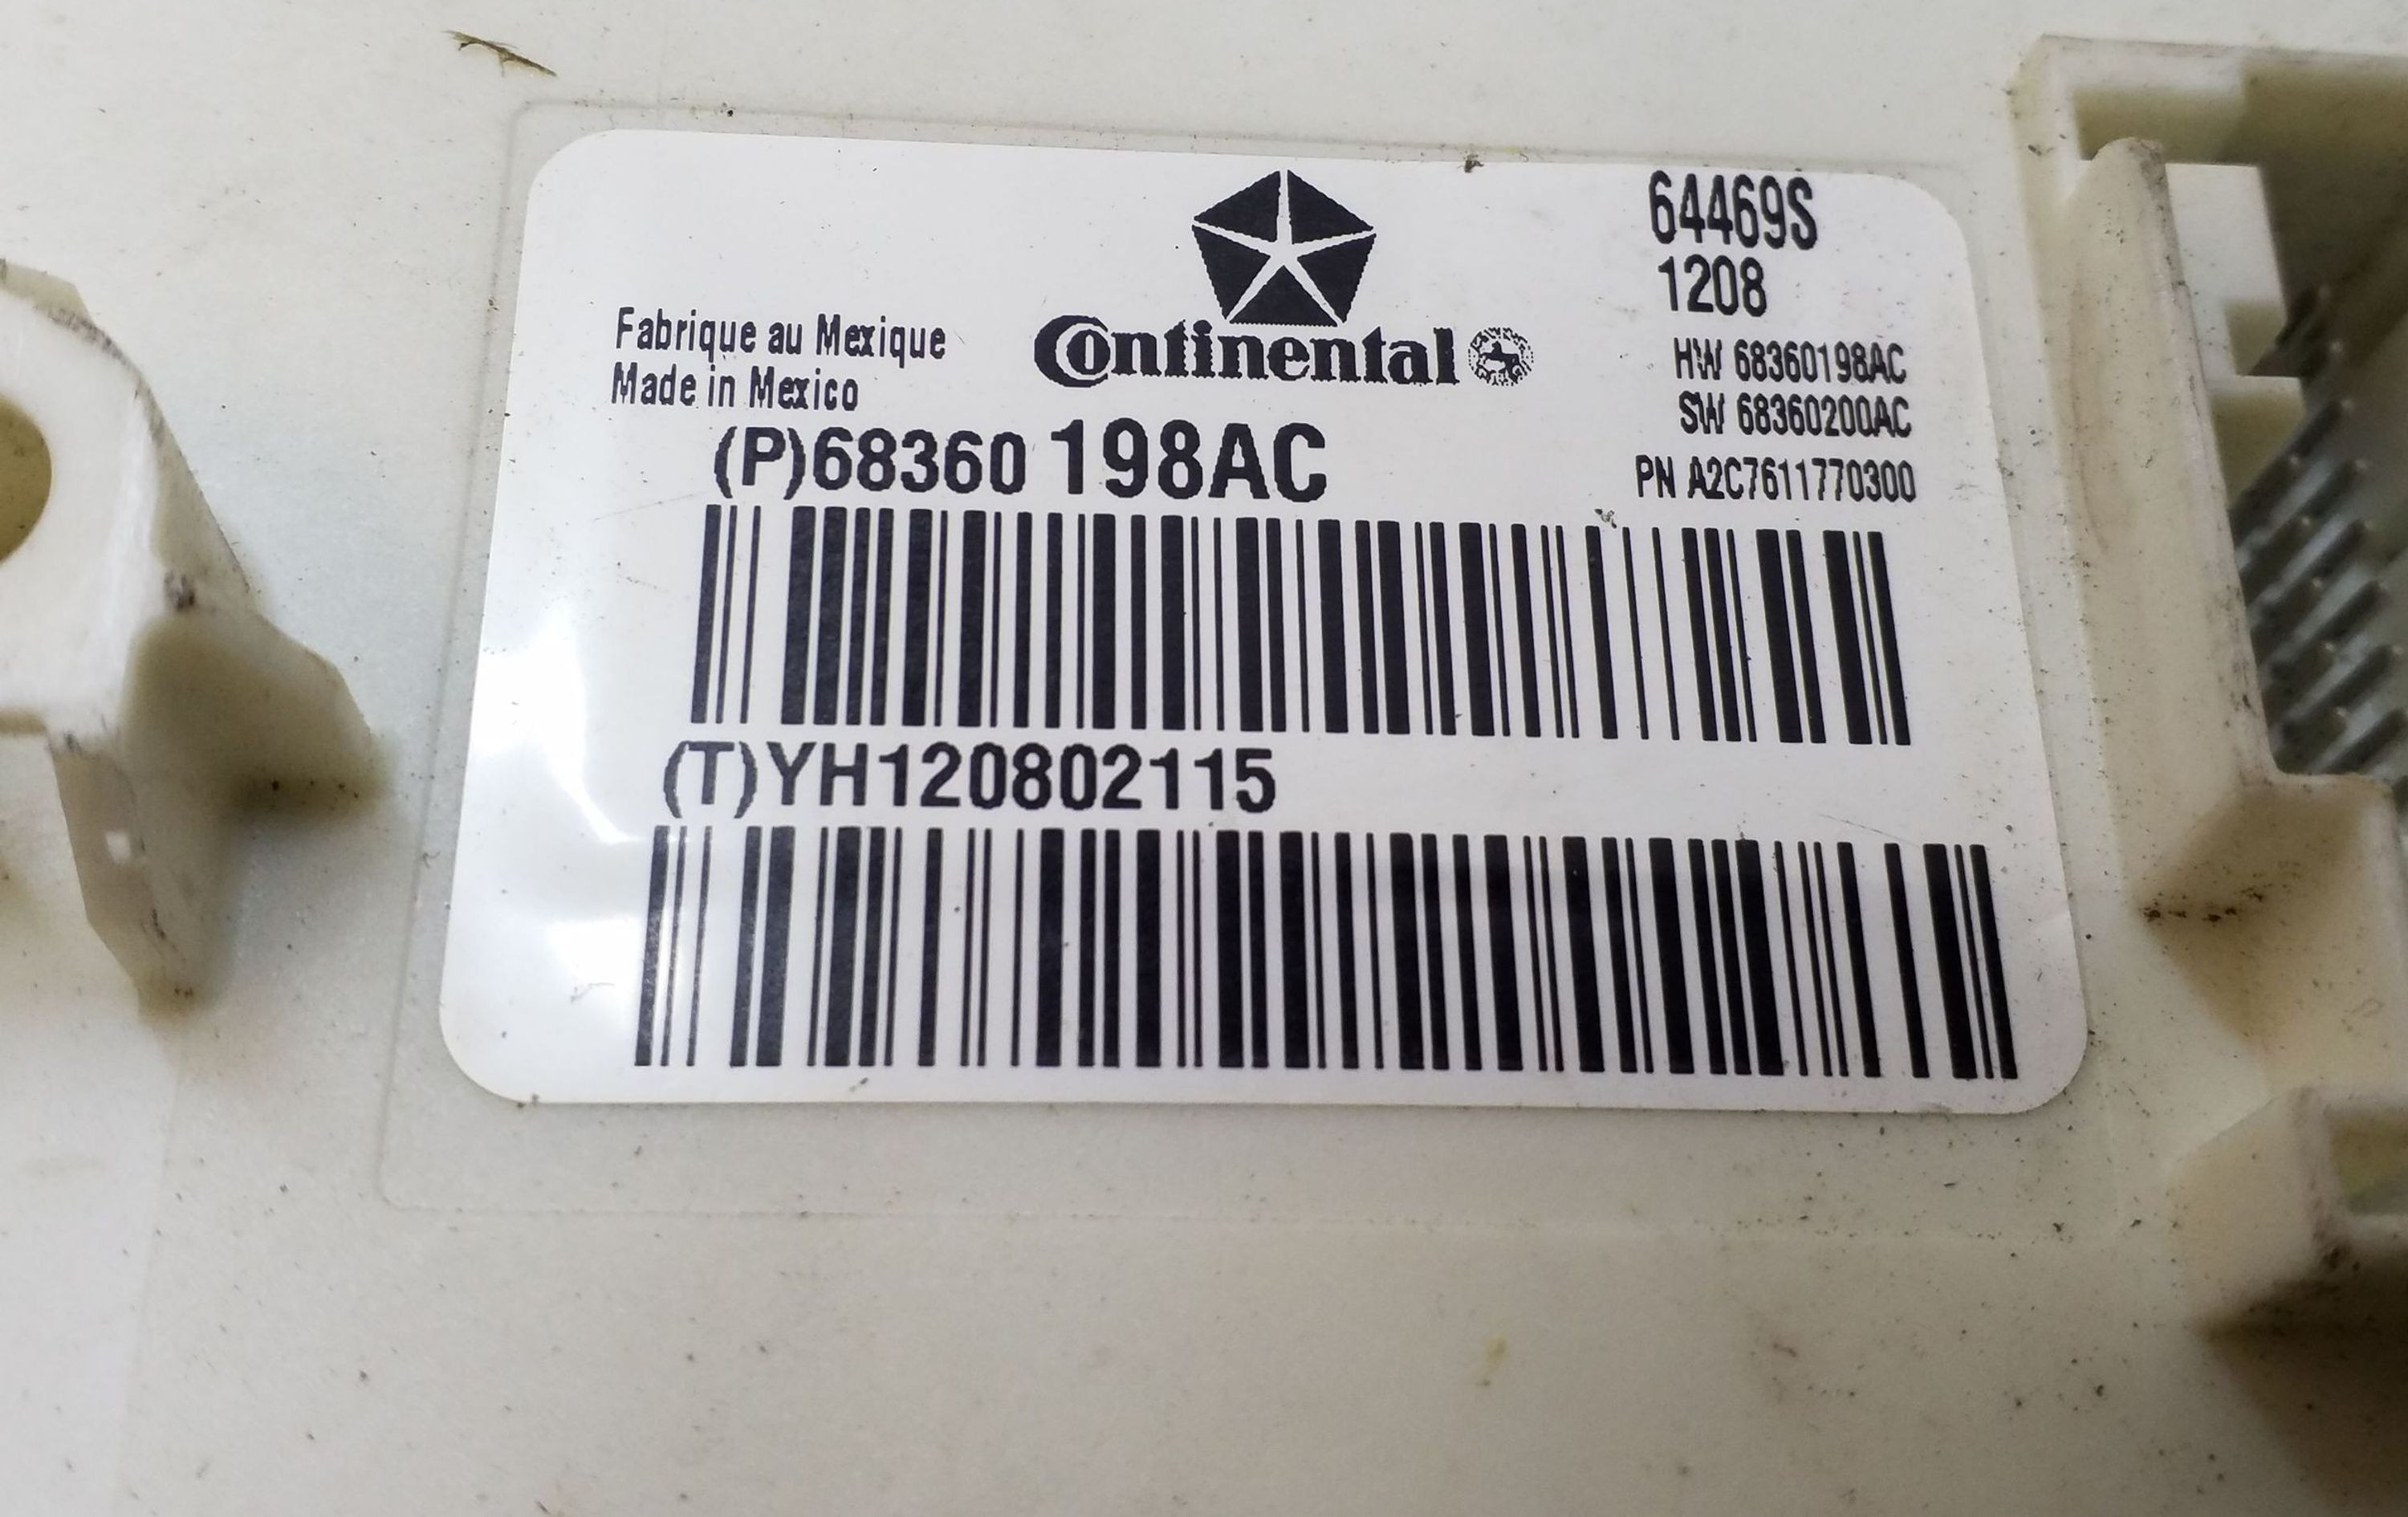 64469S
1208
Fabrique au Mexique
Made in Mexico
Continental
HW 68360198AC
SW 68360200AC
PN A2C7611770300
(P)68360 198AC
(T)YH120802115